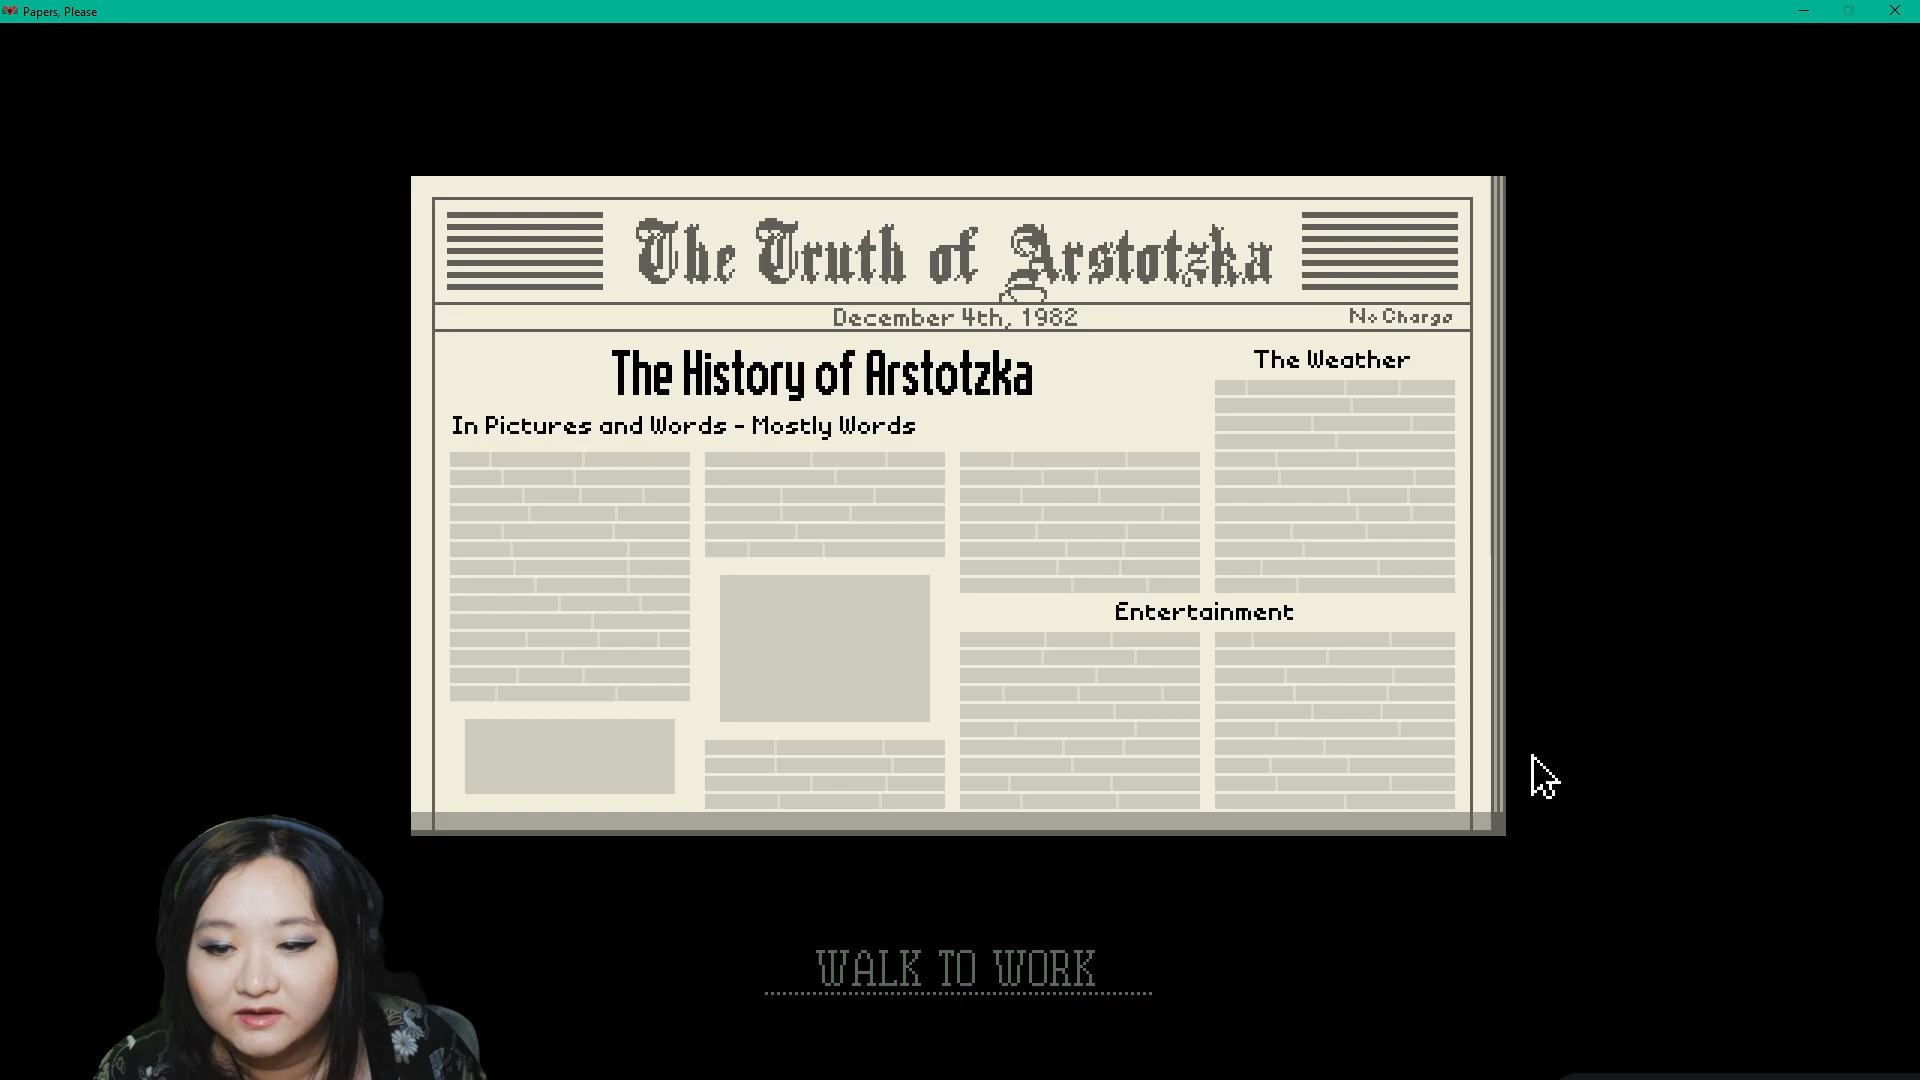 Papers, Please
The Truth of Arstotzka
December 4th, 1982
No Charge
The History of Arstotzka
In Pictures and Words - Mostly Words
The Weather
Entertainment
WALK TO WORK